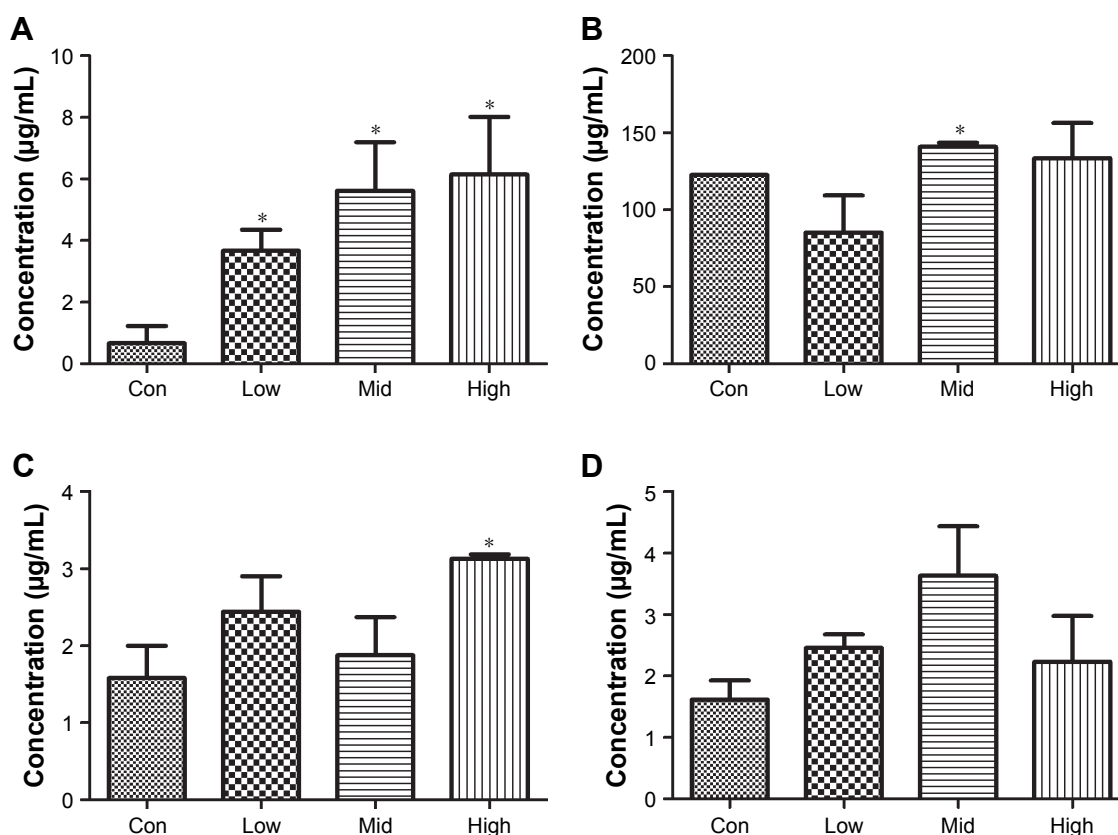 A
Concentration (µg/mL)
10
8
6
4
2
0
*
*
*
Con Low Mid High
B
Concentration (µg/mL)
200
150
100
50
0
*
Con Low Mid High
C
Concentration (µg/mL)
4
3
2
1
0
*
Con Low Mid High
D
Concentration (µg/mL)
5
4
3
2
1
0
Con Low Mid High